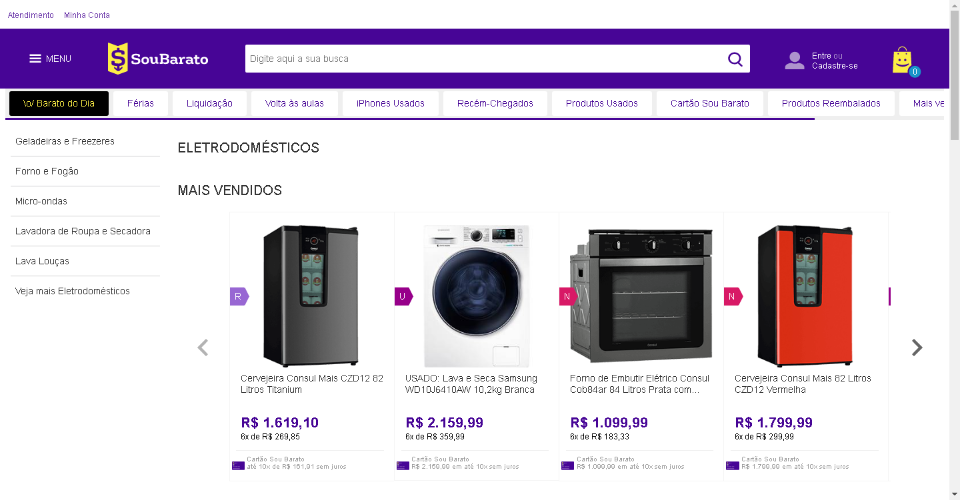 Atendimento Minha Conta
MENU SouBarato Digite aqui a sua busca Entre ou
Cadastre-se
0
\o/ Barato do Dia Férias Liquidação Volta às aulas iPhones Usados Recém-Chegados Produtos Usados Cartão Sou Barato Produtos Reembalados Mais ve
Geladeiras e Freezeres
Forno e Fogão
Micro-ondas
Lavadora de Roupa e Secadora
Lava Louças
Veja mais Eletrodomésticos
ELETRODOMÉSTICOS
MAIS VENDIDOS
R
Cervejeira Consul Mais CZD12 82
Litros Titanium
R$ 1.619,10
6x de R$ 269,85
Cartão Sou Barato
até 10x de R$ 161,91 sem juros
U
USADO: Lava e Seca Samsung
WD10J6410AW 10,2kg Branca
R$ 2.159,99
6x de R$ 359,99
Cartão Sou Barato
R$ 2.159,99 em até 10x sem juros
N
Forno de Embutir Elétrico Consul
Cob84ar 84 Litros Prata com...
R$ 1.099,99
6x de R$ 183,33
Cartão Sou Barato
R$ 1.099,99 em até 10x sem juros
N
Cervejeira Consul Mais 82 Litros
CZD12 Vermelha
R$ 1.799,99
6x de R$ 299,99
Cartão Sou Barato
R$ 1.799,99 em até 10x sem juros